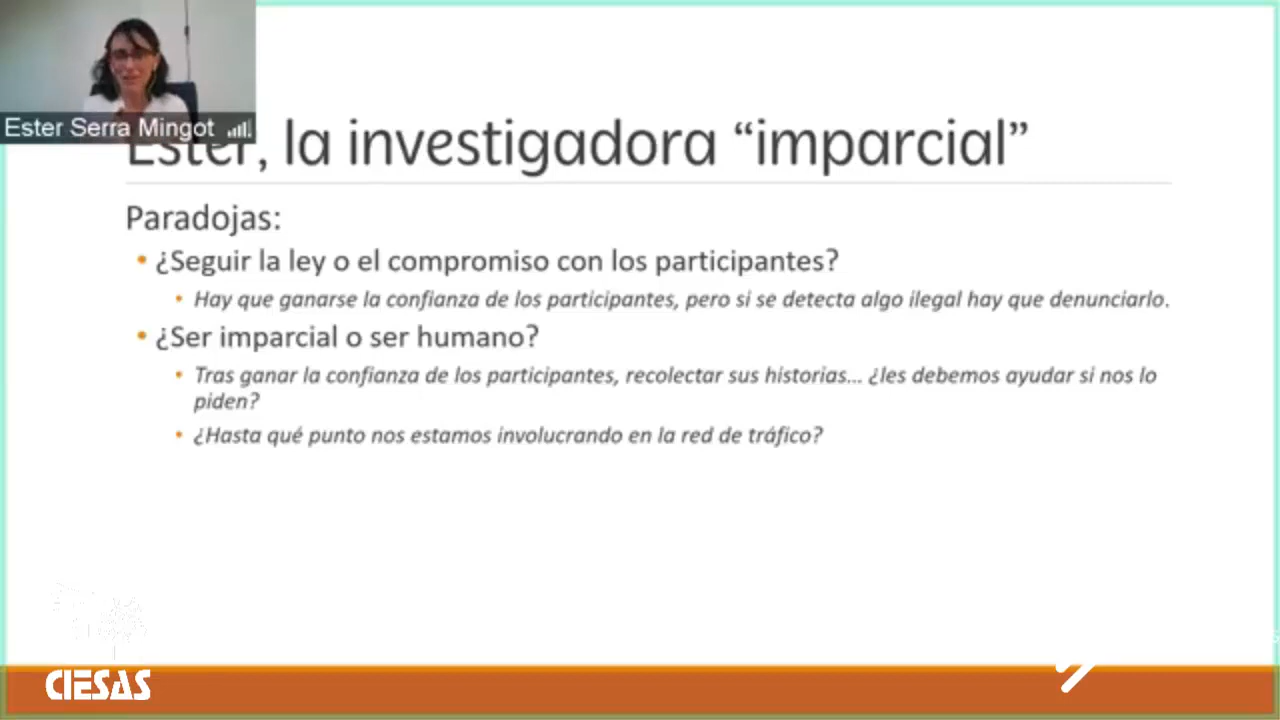 Ester Serra Mingot
Ester, la investigadora “imparcial”
Paradojas:
• ¿Seguir la ley o el compromiso con los participantes?
• Hay que ganarse la confianza de los participantes, pero si se detecta algo ilegal hay que denunciarlo.
• ¿Ser imparcial o ser humano?
• Tras ganar la confianza de los participantes, recolectar sus historias... ¿les debemos ayudar si nos lo
piden?
• ¿Hasta qué punto nos estamos involucrando en la red de tráfico?
CIESAS